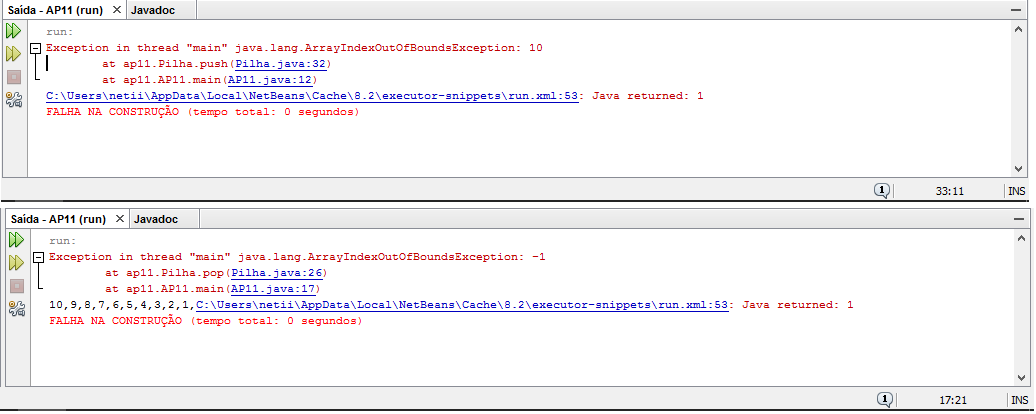 Saída - AP11 (run) × Javadoc
run:
Exception in thread "main" java.lang.ArrayIndexOutOfBoundsException: 10
at ap11.Pilha.push(Pilha.java:32)
at ap11.AP11.main(AP11.java:12)
C:\Users\netii\AppData\Local\NetBeans\Cache\8.2\executor-snippets\run.xml:53: Java returned: 1
FALHA NA CONSTRUÇÃO (tempo total: 0 segundos)
1 33:11 INS
Saída - AP11 (run) × Javadoc
run:
Exception in thread "main" java.lang.ArrayIndexOutOfBoundsException: -1
at ap11.Pilha.pop(Pilha.java:26)
at ap11.AP11.main(AP11.java:17)
10,9,8,7,6,5,4,3,2,1,C:\Users\netii\AppData\Local\NetBeans\Cache\8.2\executor-snippets\run.xml:53: Java returned: 1
FALHA NA CONSTRUÇÃO (tempo total: 0 segundos)
1 17:21 INS